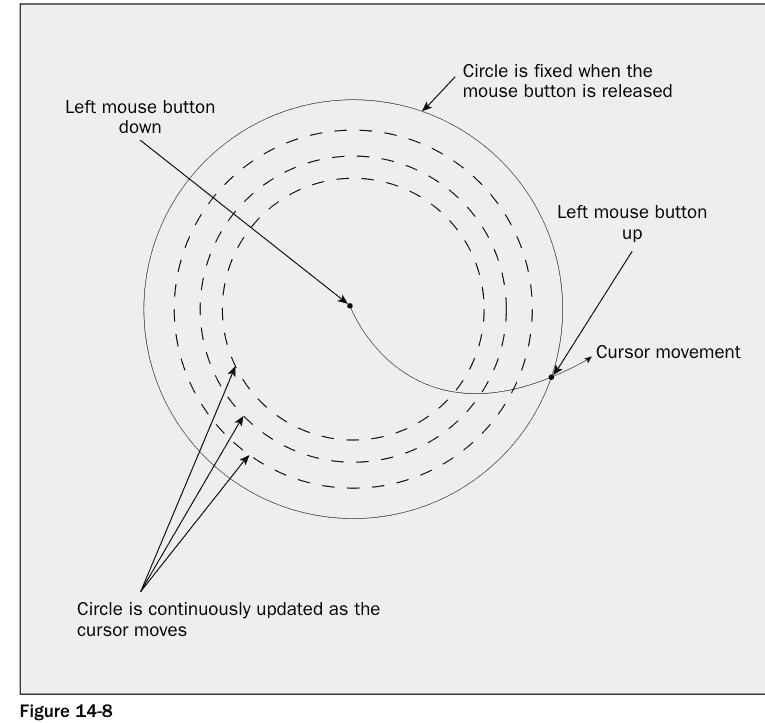 Circle is fixed when the
mouse button is released
Left mouse button
down
Left mouse button
up
Cursor movement
Circle is continuously updated as the
cursor moves
Figure 14-8